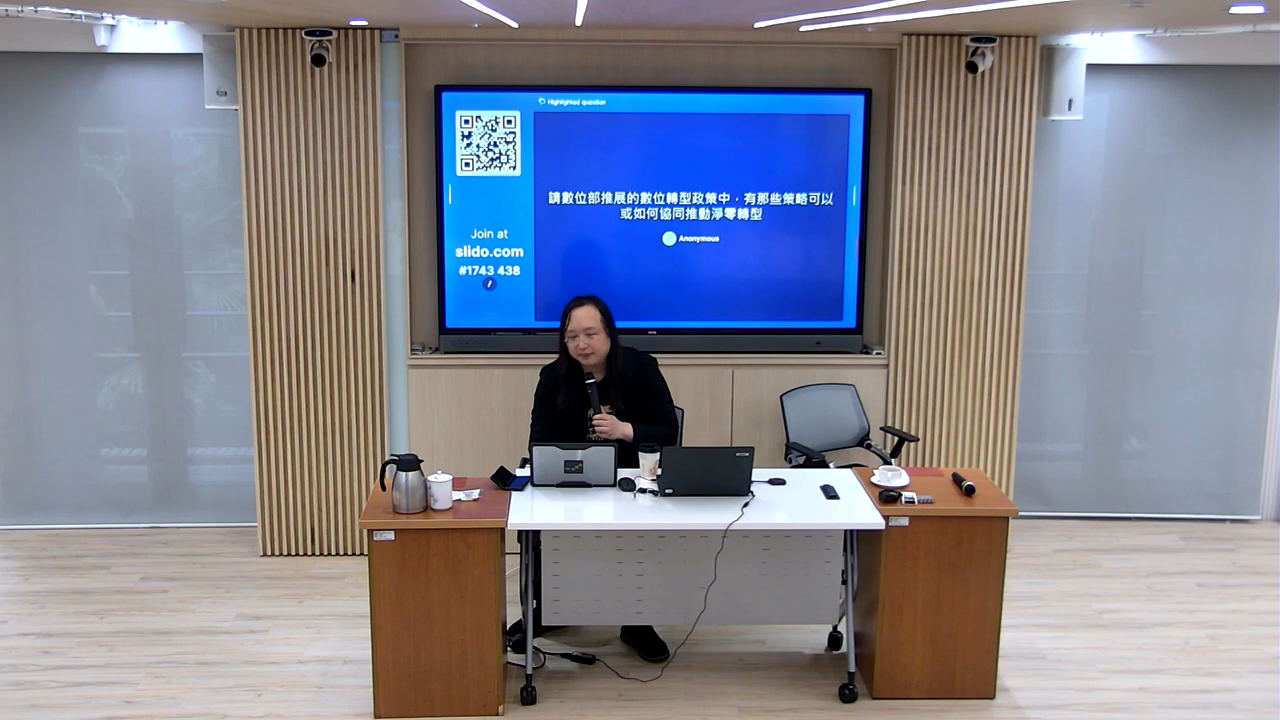 Highlighted question
請數位部推展的數位轉型政策中，有那些策略可以
或如何協同推動淨零轉型
Anonymous
Join at
slido.com
#1743 438